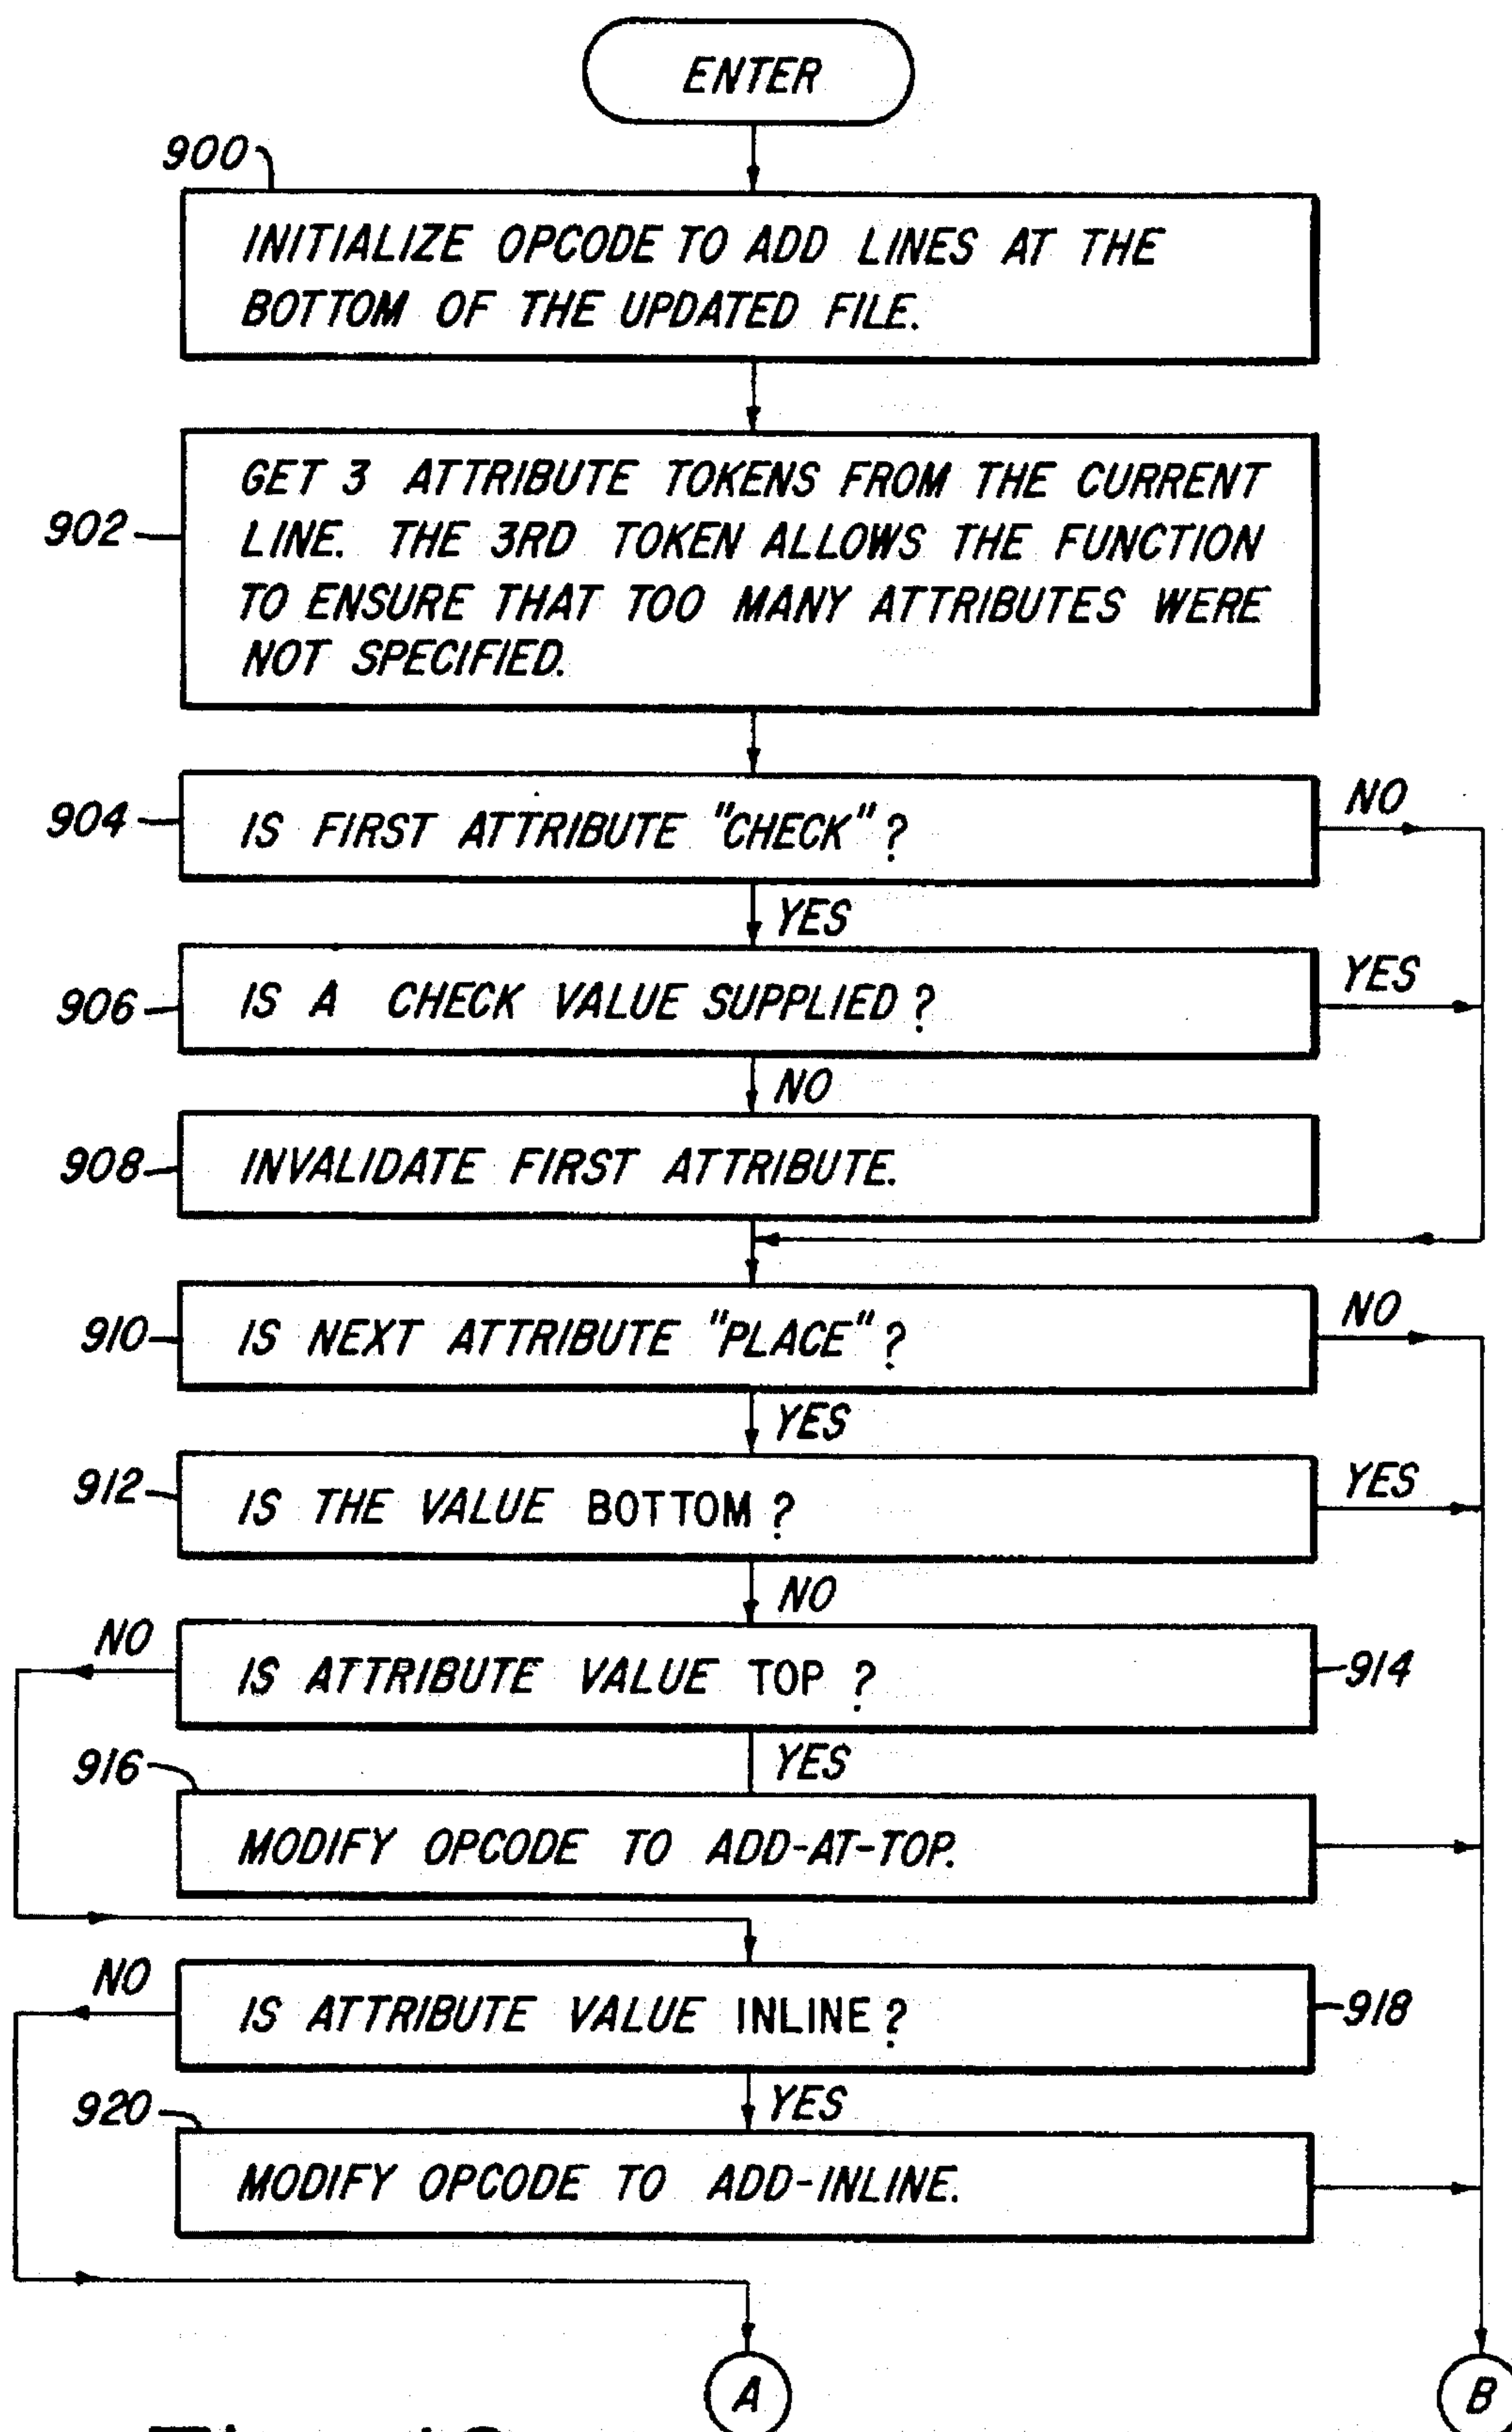 ENTER
900
INITIALIZE OPCODE TO ADD LINES AT THE
BOTTOM OF THE UPDATED FILE.
902
GET 3 ATTRIBUTE TOKENS FROM THE CURRENT
LINE. THE 3RD TOKEN ALLOWS THE FUNCTION
TO ENSURE THAT TOO MANY ATTRIBUTES WERE
NOT SPECIFIED.
904
IS FIRST ATTRIBUTE "CHECK"?
NO
YES
906
IS A CHECK VALUE SUPPLIED?
YES
NO
908
INVALIDATE FIRST ATTRIBUTE.
910
IS NEXT ATTRIBUTE "PLACE"?
NO
YES
912
IS THE VALUE BOTTOM?
YES
NO
NO
IS ATTRIBUTE VALUE TOP?
914
YES
916
MODIFY OPCODE TO ADD-AT-TOP.
NO
IS ATTRIBUTE VALUE INLINE?
918
YES
920
MODIFY OPCODE TO ADD-INLINE.
A
B